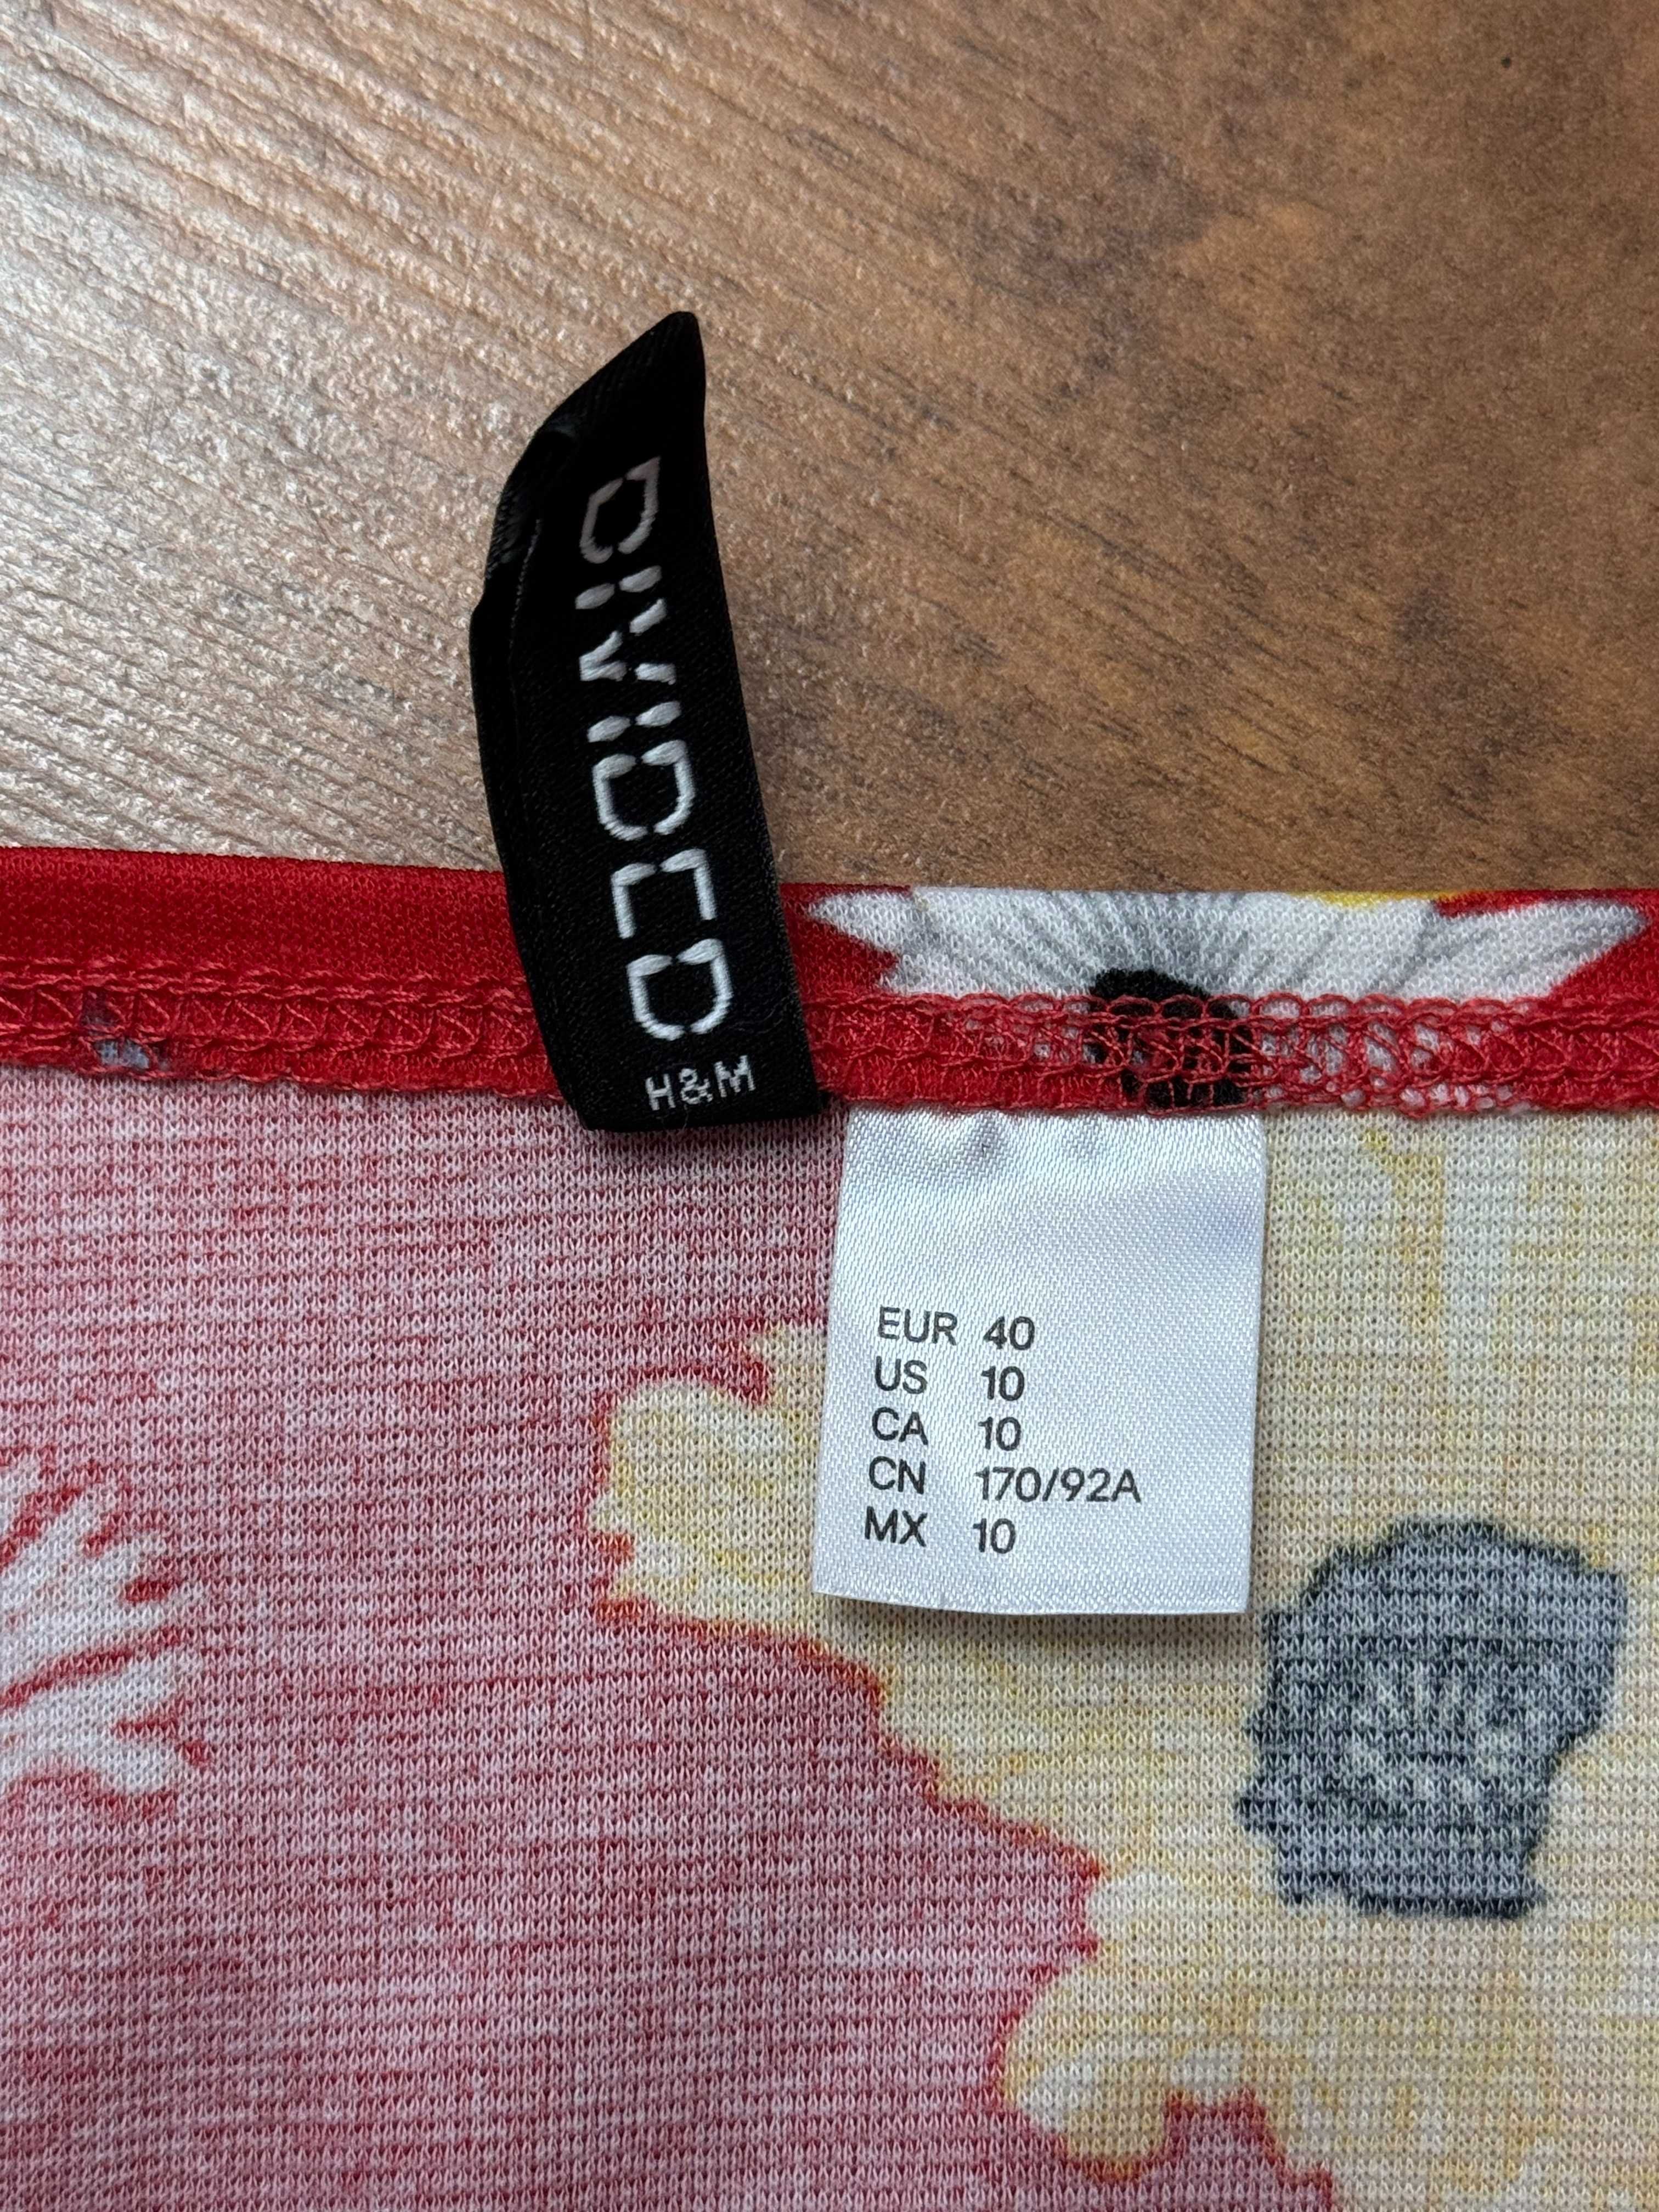 DIVIDED
H&M
EUR 40
US 10
CA 10
CN 170/92A
MX 10